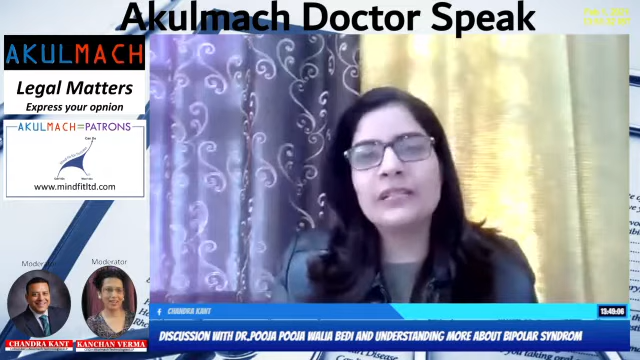 Akulmach Doctor Speak
AKULMACH
Legal Matters
Express your opnion
AKULMACH=PATRONS
www.mindfitltd.com
Moderator
CHANDRA KANT
KANCHAN VERMA
CHANDRA KANT
13:49:06
DISCUSSION WITH DR.,POOJA POOJA WALIA BEDI AND UNDERSTANDING MORE ABOUT BIPOLAR SYNDROM